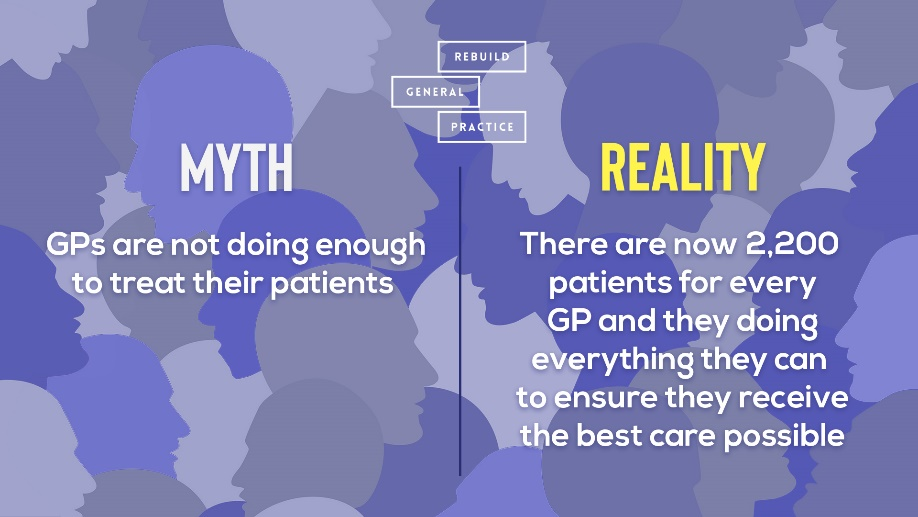 REBUILD
GENERAL
PRACTICE
MYTH
GPs are not doing enough
to treat their patients
REALITY
There are now 2,200
patients for every
GP and they doing
everything they can
to ensure they receive
the best care possible